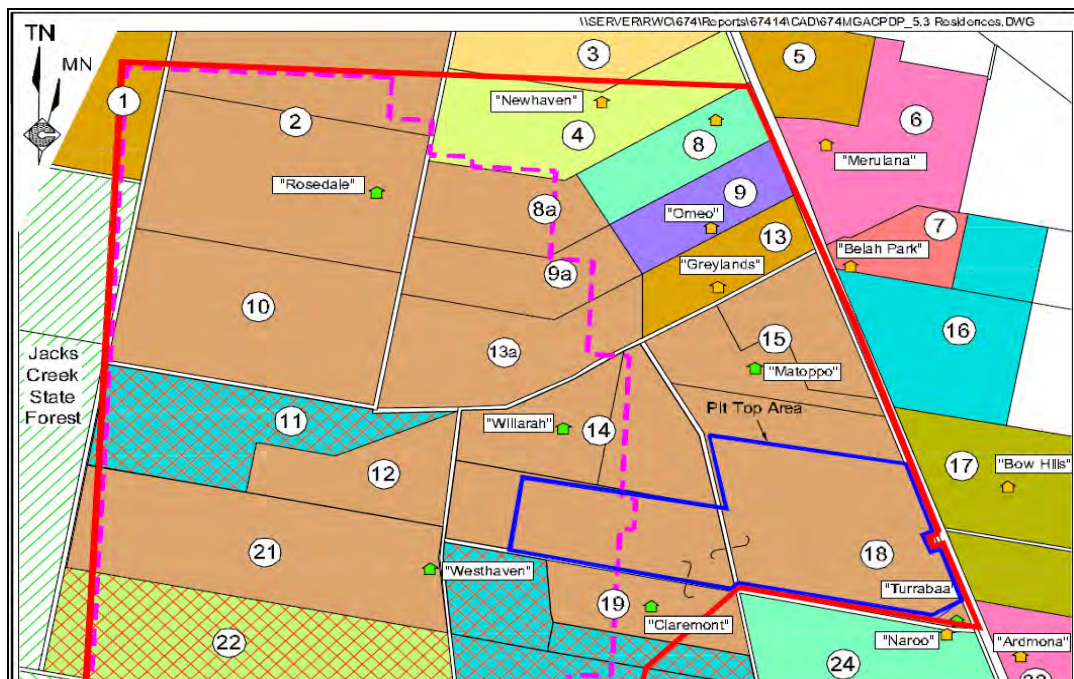 \\SERVER\RWC\674\Reports\67414\CAD\674MGACPDP_5.3 Residences.DWG
TN
MN
1
2
3
4
5
6
"Newhaven"
8
"Merulana"
"Rosedale"
8a
9
"Omeo"
7
"Belah Park"
13
"Greylands"
9a
10
13a
15
16
"Matoppo"
Jacks
Creek
State
Forest
Pit Top Area
11
"Willarah"
14
12
17
"Bow Hills"
21
18
"Westhaven"
"Turrabaa"
19
"Claremont"
22
"Naroo"
"Ardmona"
24